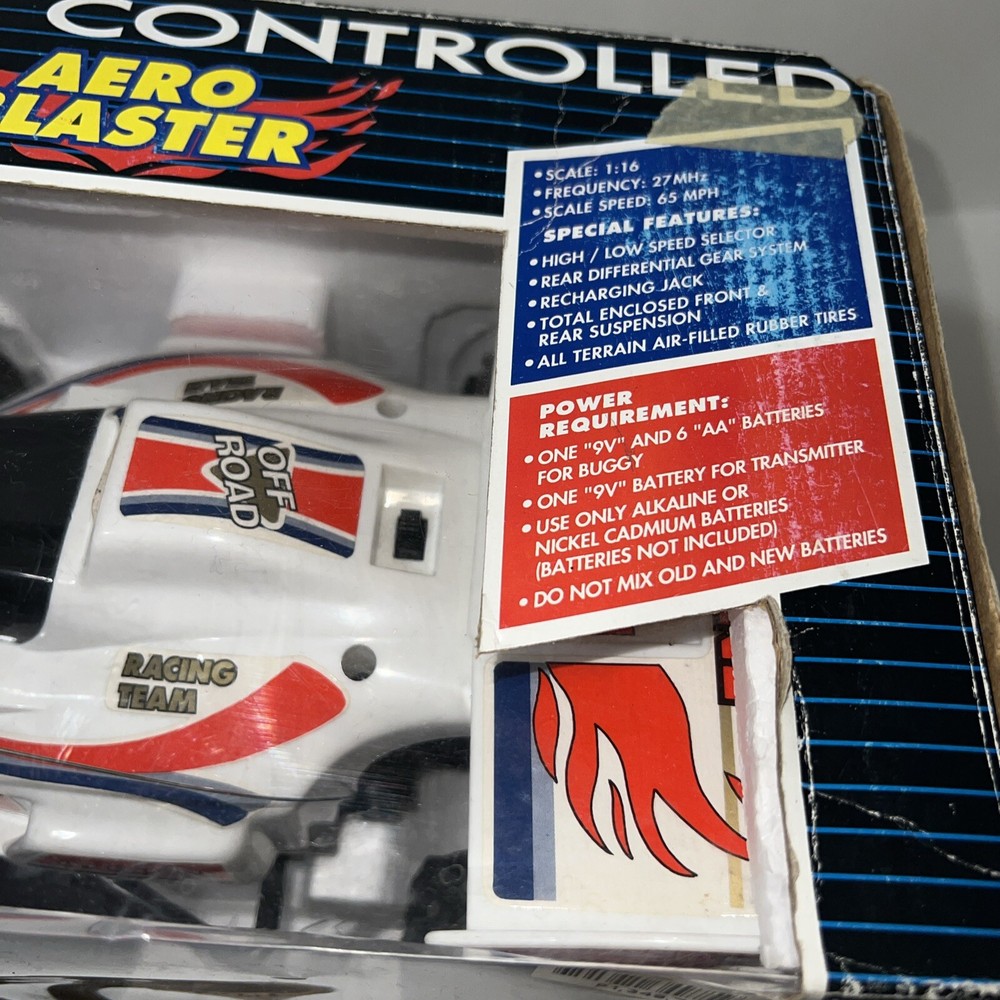 CONTROLLED
AERO
BLASTER
• SCALE: 1:16
• FREQUENCY: 27MHz
• SCALE SPEED: 65 MPH
SPECIAL FEATURES:
• HIGH / LOW SPEED SELECTOR
• REAR DIFFERENTIAL GEAR SYSTEM
• RECHARGING JACK
• TOTAL ENCLOSED FRONT &
REAR SUSPENSION
• ALL TERRAIN AIR-FILLED RUBBER TIRES
POWER
REQUIREMENT:
• ONE "9V" AND 6 "AA" BATTERIES
FOR BUGGY
• ONE "9V" BATTERY FOR TRANSMITTER
• USE ONLY ALKALINE OR
NICKEL CADMIUM BATTERIES
(BATTERIES NOT INCLUDED)
• DO NOT MIX OLD AND NEW BATTERIES
RACING
TEAM
OFF
ROAD
RACING
TEAM